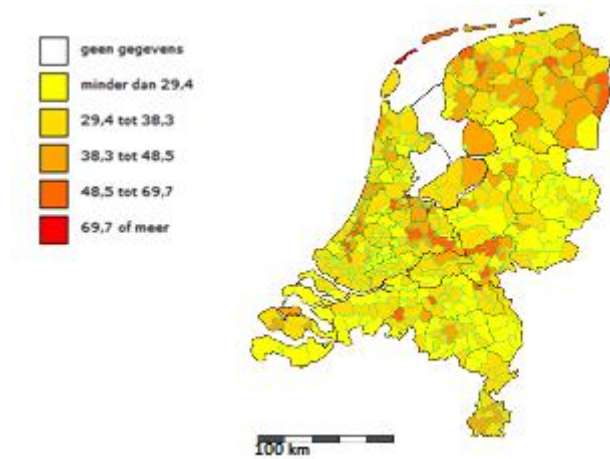 geen gegevens
minder dan 29,4
29,4 tot 38,3
38,3 tot 48,5
48,5 tot 69,7
69,7 of meer
100 km